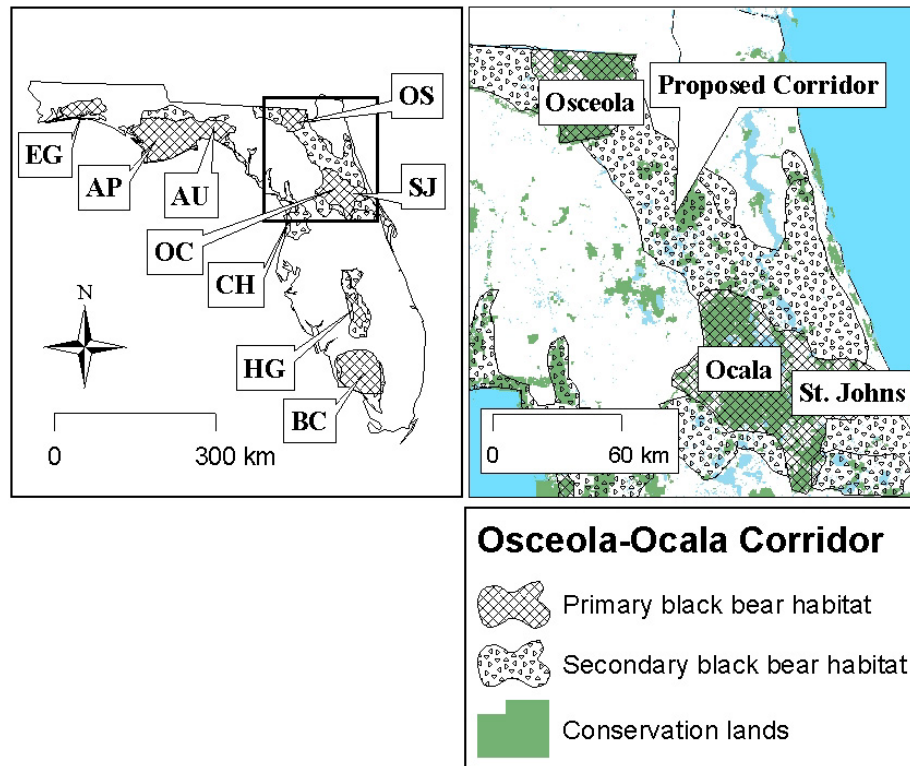 OS
EG
AP
AU
SJ
OC
CH
N
HG
BC
0 300 km
Proposed Corridor
Osceola
Ocala
St. Johns
0 60 km
Osceola-Ocala Corridor
Primary black bear habitat
Secondary black bear habitat
Conservation lands